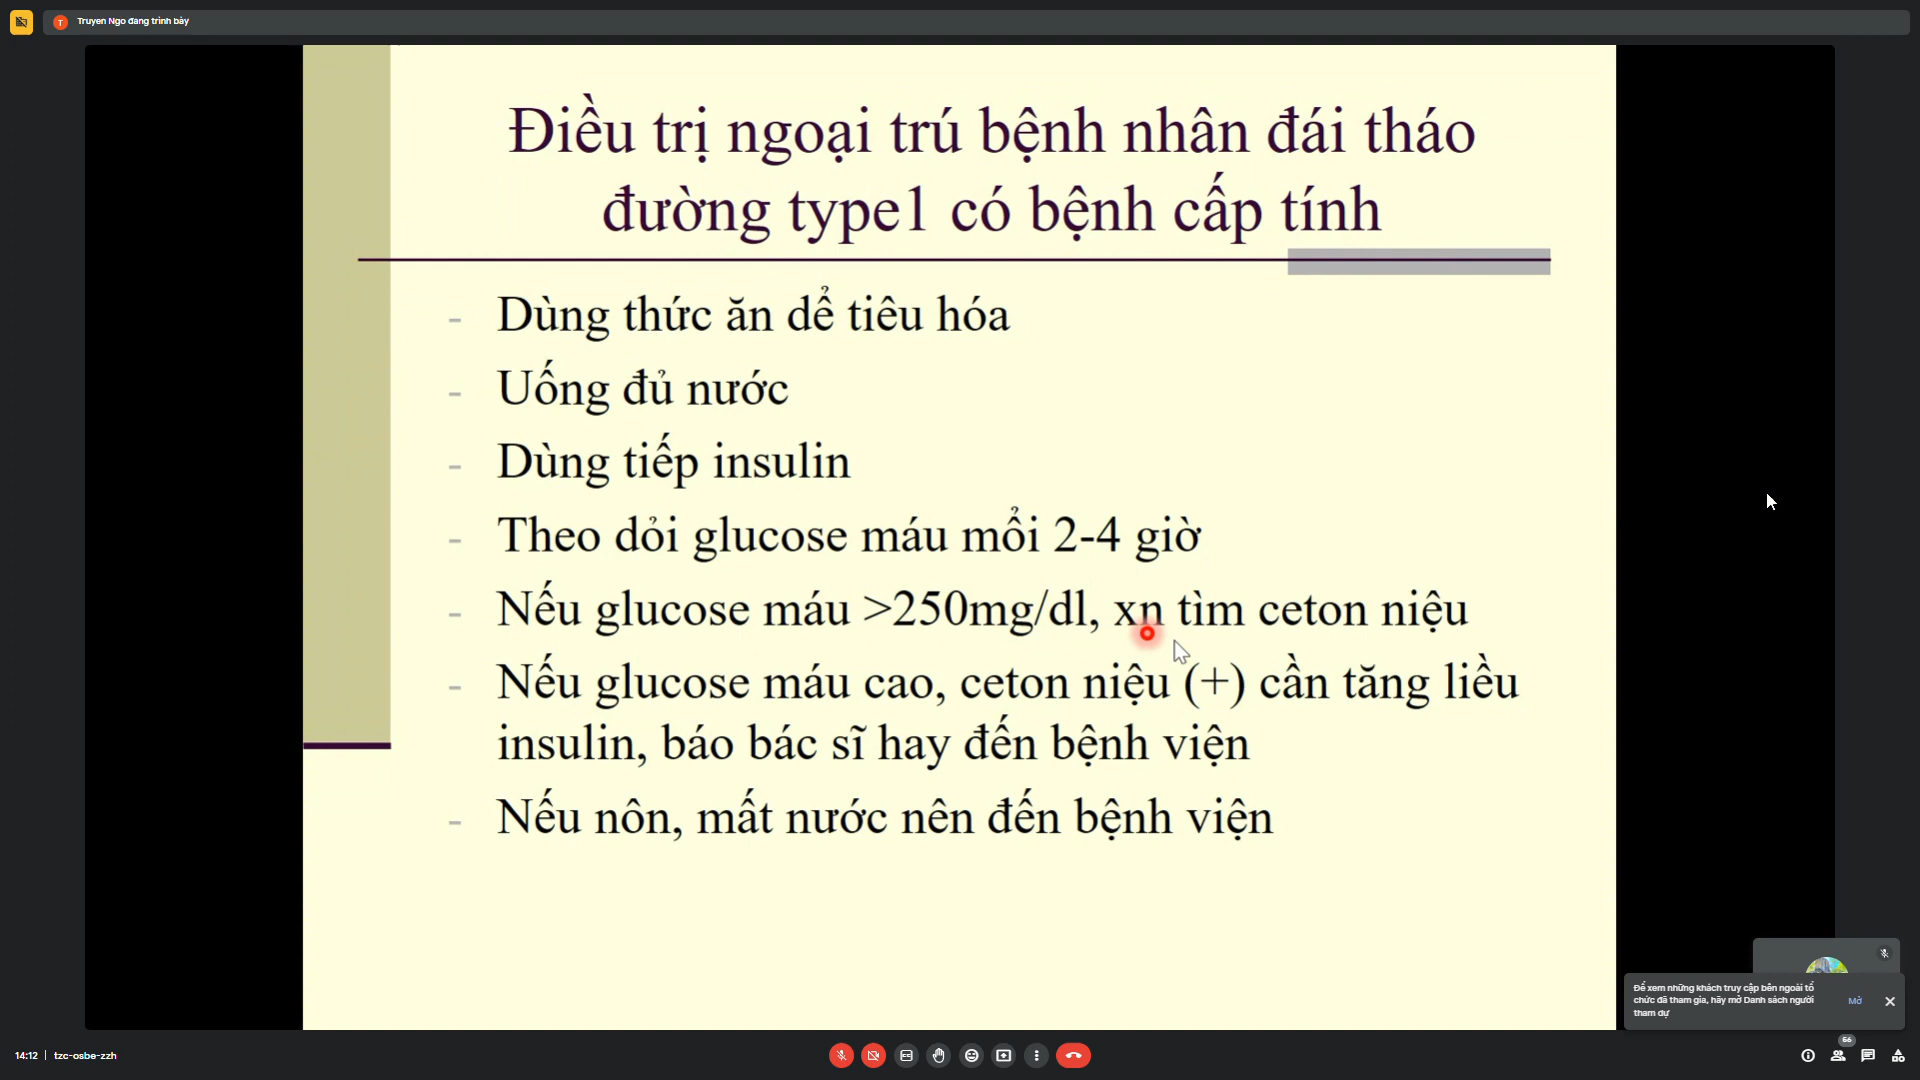 Truyen Ngo đang trình bày
Điều trị ngoại trú bệnh nhân đái tháo
đường type1 có bệnh cấp tính
- Dùng thức ăn dể tiêu hóa
- Uống đủ nước
- Dùng tiếp insulin
- Theo dỏi glucose máu mổi 2-4 giờ
- Nếu glucose máu >250mg/dl, xn tìm ceton niệu
- Nếu glucose máu cao, ceton niệu (+) cần tăng liều
insulin, báo bác sĩ hay đến bệnh viện
- Nếu nôn, mất nước nên đến bệnh viện
Để xem những khách truy cập bên ngoài tổ
chức đã tham gia, hãy mở Danh sách người
tham dự
Mở
14:12 | tzc-osbe-zzh
56